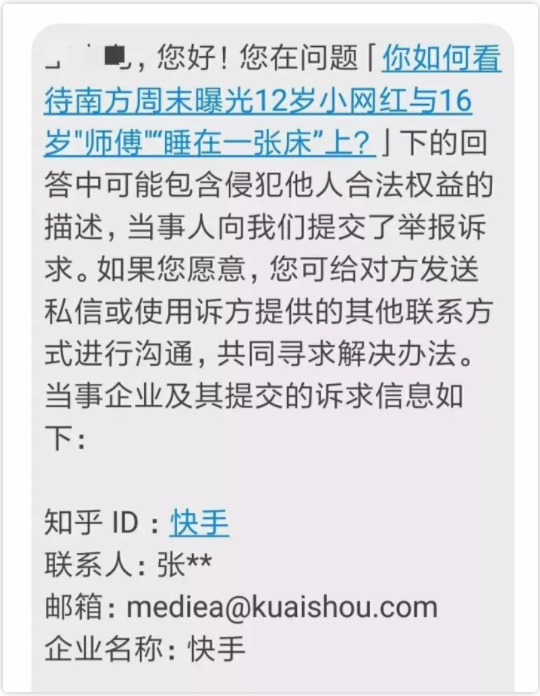 ，您好！您在问题「你如何看
待南方周末曝光12岁小网红与16
岁"师傅"“睡在一张床”上？」下的回
答中可能包含侵犯他人合法权益的
描述，当事人向我们提交了举报诉
求。如果您愿意，您可给对方发送
私信或使用诉方提供的其他联系方
式进行沟通，共同寻求解决办法。
当事企业及其提交的诉求信息如
下：
知乎 ID ：快手
联系人：张**
邮箱：mediea@kuaishou.com
企业名称：快手